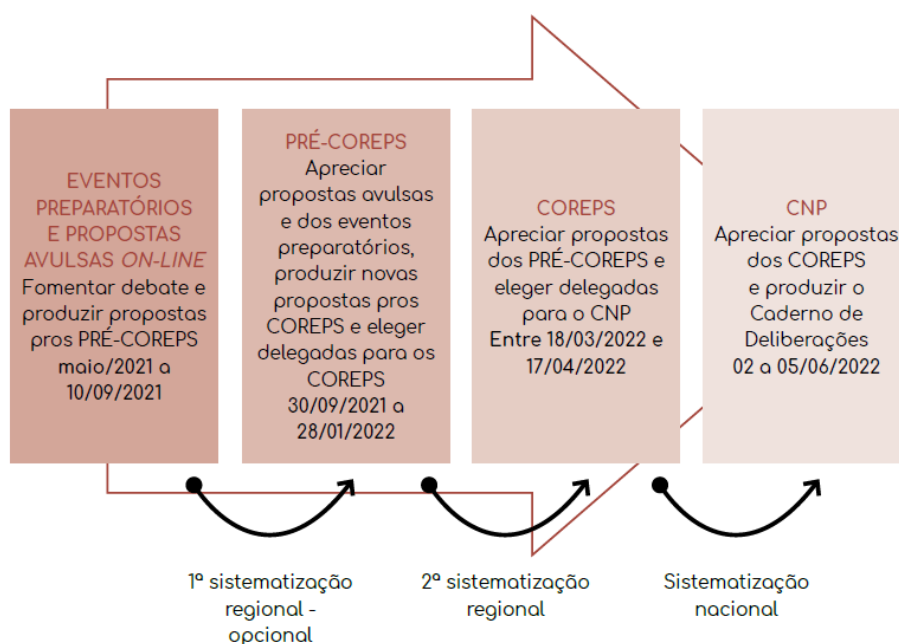 EVENTOS
PREPARATÓRIOS
E PROPOSTAS
AVULSAS ON-LINE
Fomentar debate e
produzir propostas
pros PRÉ-COREPS
maio/2021 a
10/09/2021
PRÉ-COREPS
Apreciar
propostas avulsas
e dos eventos
preparatórios,
produzir novas
propostas pros
COREPS e eleger
delegadas para os
COREPS
30/09/2021 a
28/01/2022
COREPS
Apreciar propostas
dos PRÉ-COREPS e
eleger delegadas
para o CNP
Entre 18/03/2022 e
17/04/2022
CNP
Apreciar propostas
dos COREPS
e produzir o
Caderno de
Deliberações
02 a 05/06/2022
1ª sistematização
regional -
opcional
2ª sistematização
regional
Sistematização
nacional